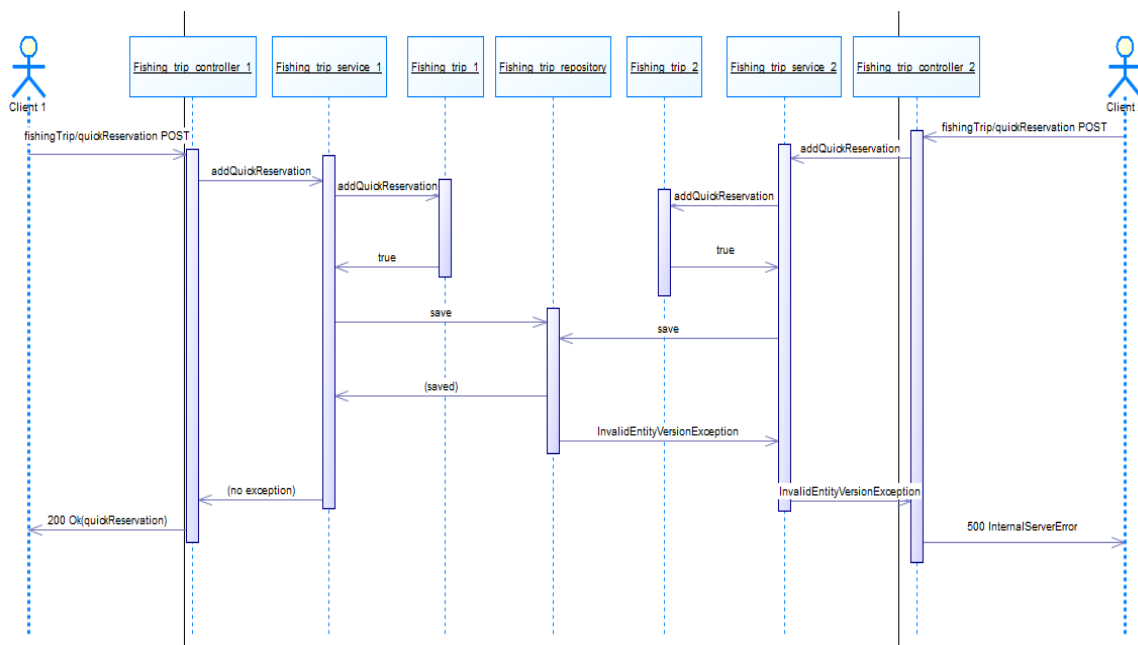 Fishing_trip_controller_1
Fishing_trip_service_1
Fishing_trip_1
Fishing_trip_repository
Fishing_trip_2
Fishing_trip_service_2
Fishing_trip_controller_2
Client 1
Client
fishingTrip/quickReservation POST
fishingTrip/quickReservation POST
addQuickReservation
addQuickReservation
addQuickReservation
addQuickReservation
true
true
save
save
(saved)
InvalidEntityVersionException
(no exception)
InvalidEntityVersionException
200 Ok(quickReservation)
500 InternalServerError